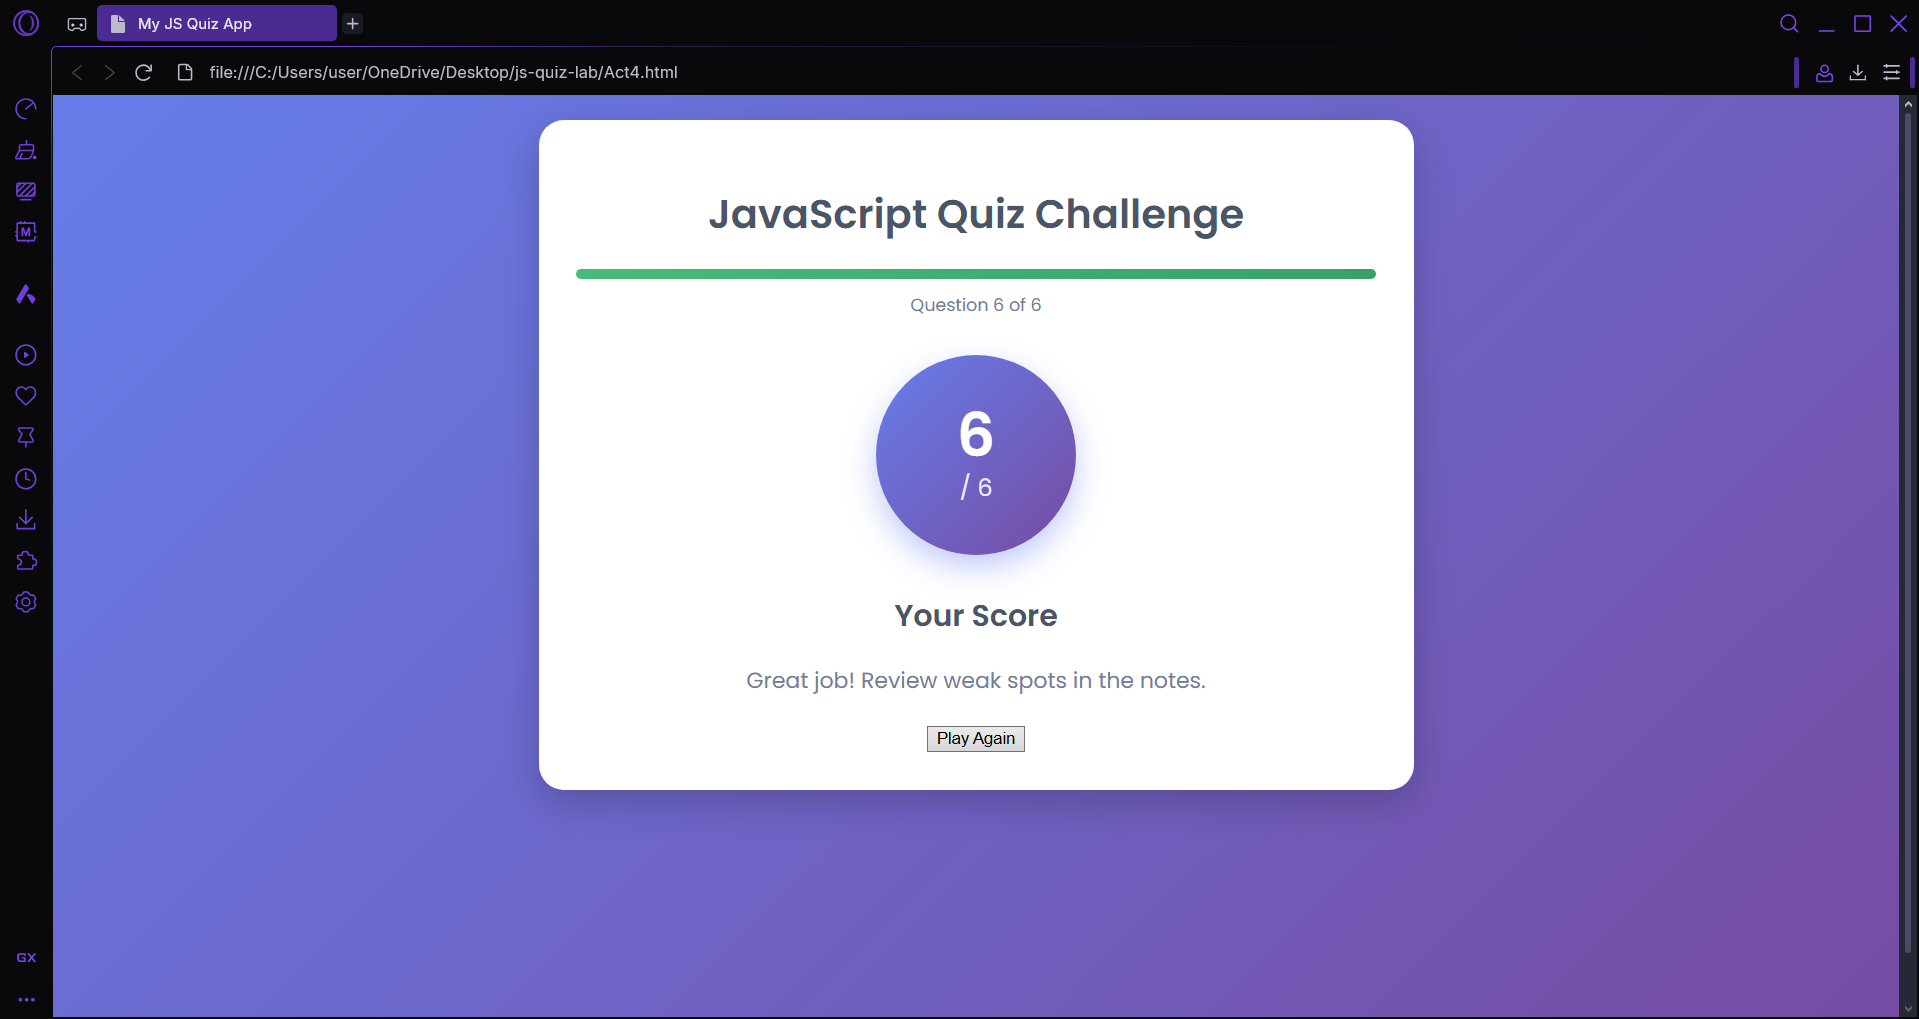 My JS Quiz App
file:///C:/Users/user/OneDrive/Desktop/js-quiz-lab/Act4.html
M
JavaScript Quiz Challenge
Question 6 of 6
6
/ 6
Your Score
Great job! Review weak spots in the notes.
Play Again
GX